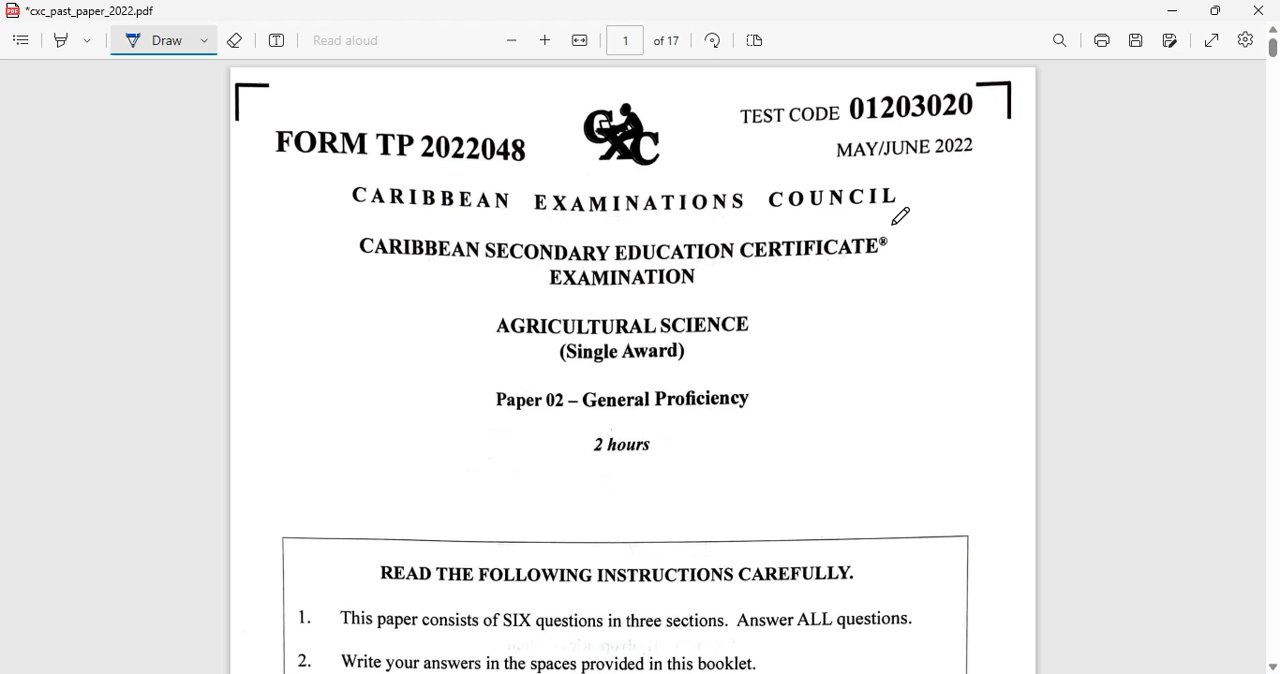 *cxc_past_paper_2022.pdf
Draw
Read aloud
1 of 17
FORM TP 2022048
CXC
TEST CODE 01203020
MAY/JUNE 2022
CARIBBEAN EXAMINATIONS COUNCIL
CARIBBEAN SECONDARY EDUCATION CERTIFICATE®
EXAMINATION
AGRICULTURAL SCIENCE
(Single Award)
Paper 02 – General Proficiency
2 hours
READ THE FOLLOWING INSTRUCTIONS CAREFULLY.
1. This paper consists of SIX questions in three sections. Answer ALL questions.
2. Write your answers in the spaces provided in this booklet.